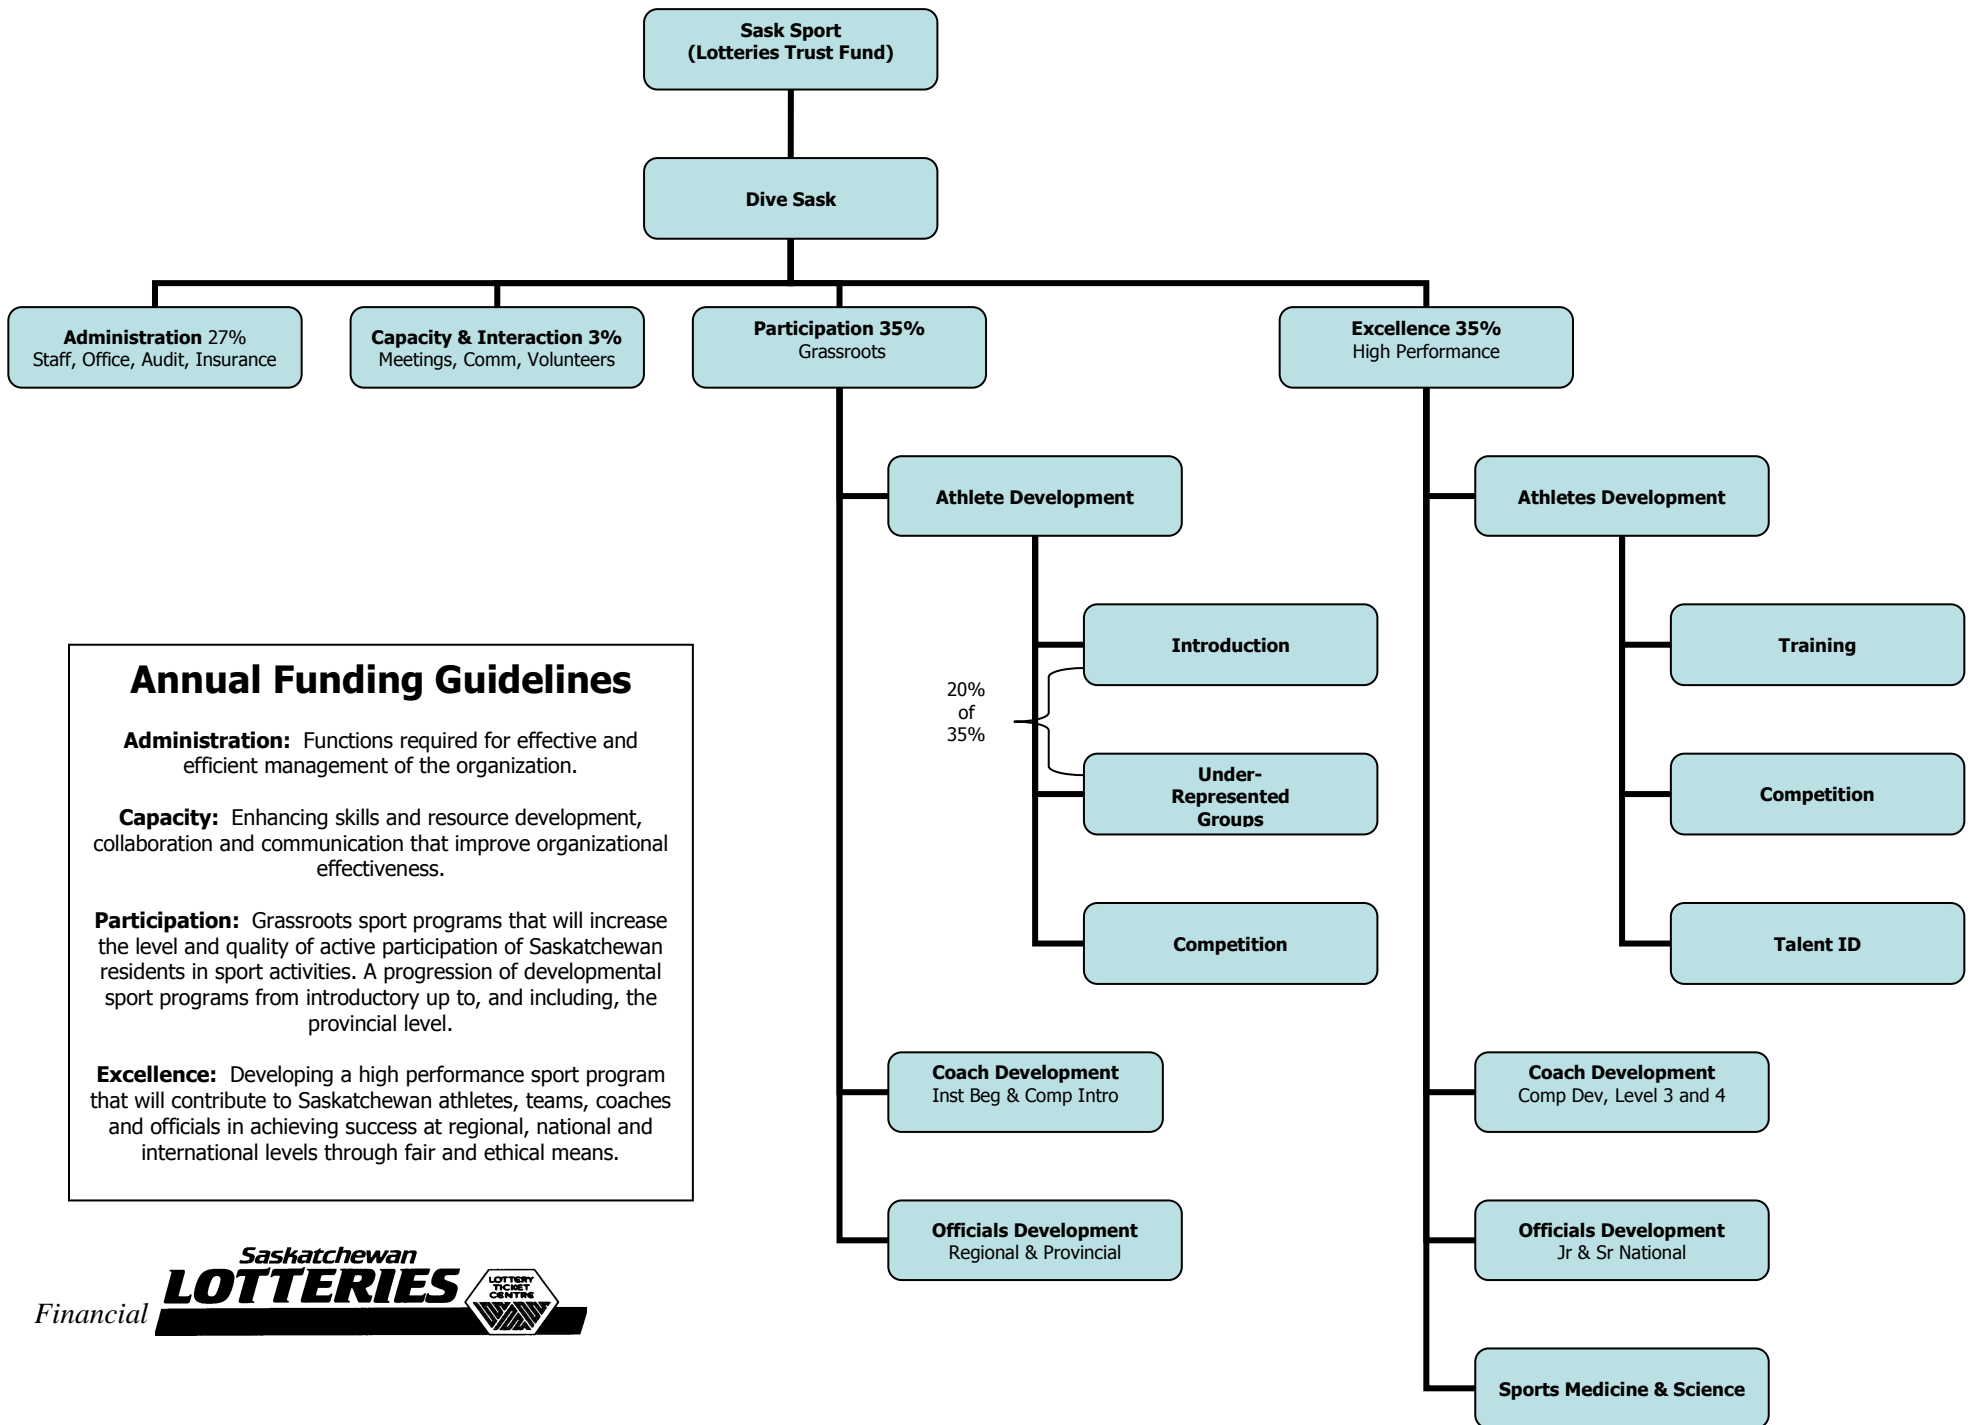 Sask Sport
(Lotteries Trust Fund)
Dive Sask
Administration 27%
Staff, Office, Audit, Insurance
Capacity & Interaction 3%
Meetings, Comm, Volunteers
Participation 35%
Grassroots
Excellence 35%
High Performance
Athlete Development
Athletes Development
Introduction
Training
20%
of
35%
Under-
Represented
Groups
Competition
Competition
Talent ID
Coach Development
Inst Beg & Comp Intro
Coach Development
Comp Dev, Level 3 and 4
Officials Development
Regional & Provincial
Officials Development
Jr & Sr National
Sports Medicine & Science
Annual Funding Guidelines
Administration: Functions required for effective and
efficient management of the organization.
Capacity: Enhancing skills and resource development,
collaboration and communication that improve organizational
effectiveness.
Participation: Grassroots sport programs that will increase
the level and quality of active participation of Saskatchewan
residents in sport activities. A progression of developmental
sport programs from introductory up to, and including, the
provincial level.
Excellence: Developing a high performance sport program
that will contribute to Saskatchewan athletes, teams, coaches
and officials in achieving success at regional, national and
international levels through fair and ethical means.
Financial
Saskatchewan
LOTTERIES
LOTTERY
TICKET
CENTRE